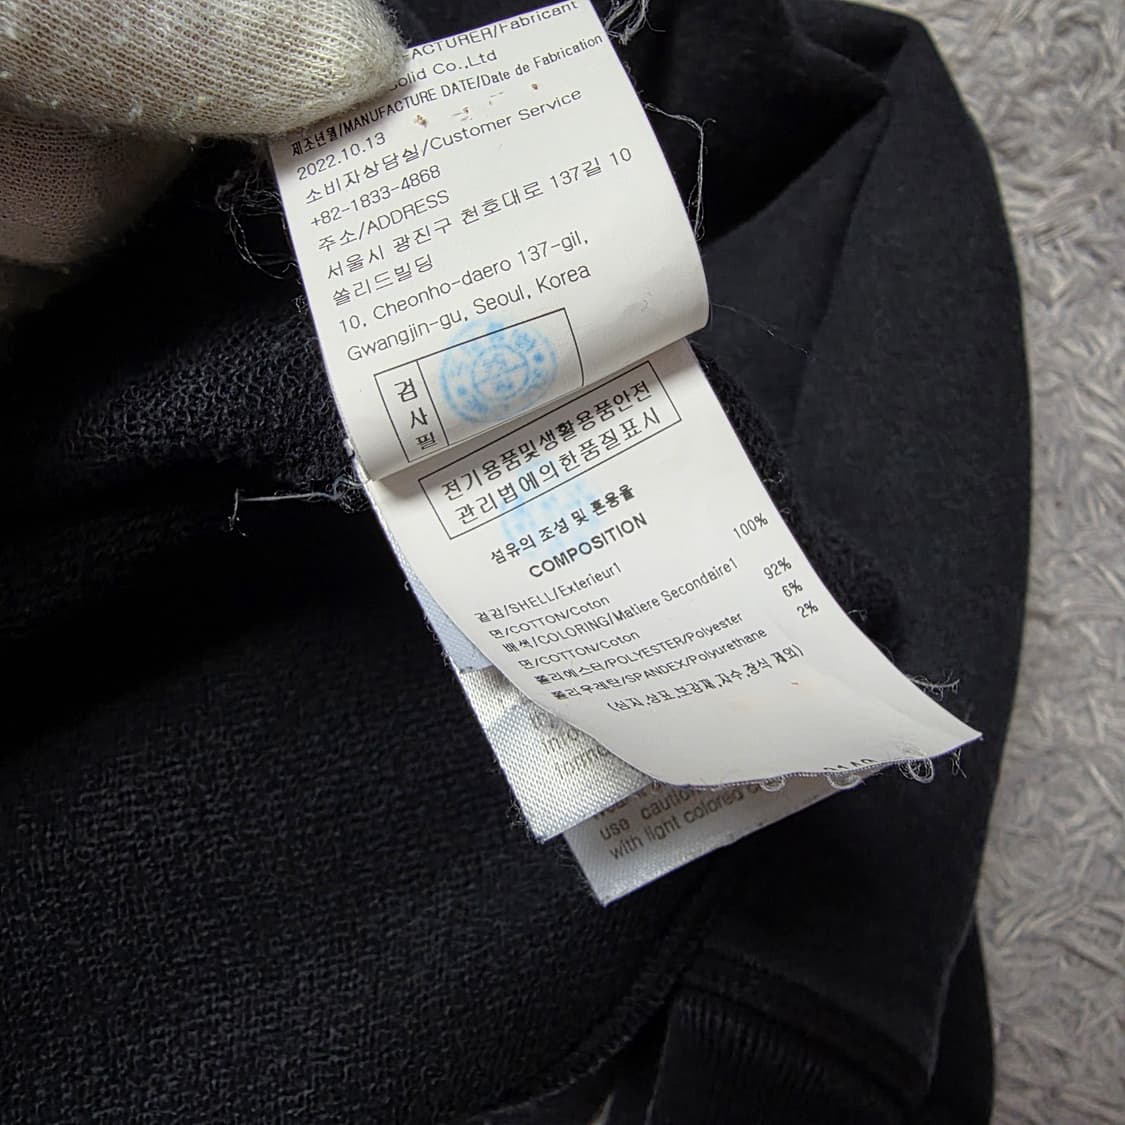 ACTURER/Fabricant
olid Co.,Ltd
제조년월/MANUFACTURE DATE/Date de Fabrication
2022.10.13
소비자상담실/Customer Service
+82-1833-4868
주소/ADDRESS
서울시 광진구 천호대로 137길 10
쏠리드빌딩
10, Cheonho-daero 137-gil,
Gwangjin-gu, Seoul, Korea
검사필
전기용품및생활용품안전
관리법에의한품질표시
섬유의 조성 및 혼용율
COMPOSITION
겉감/SHELL/Exterieur1
면/COTTON/Coton 100%
배색/COLORING/Matiere Secondaire1
면/COTTON/Coton 92%
폴리에스터/POLYESTER/Polyester 6%
폴리우레탄/SPANDEX/Polyurethane 2%
(심지,상표,보강재,자수,장식 제외)
use caution
with light colored